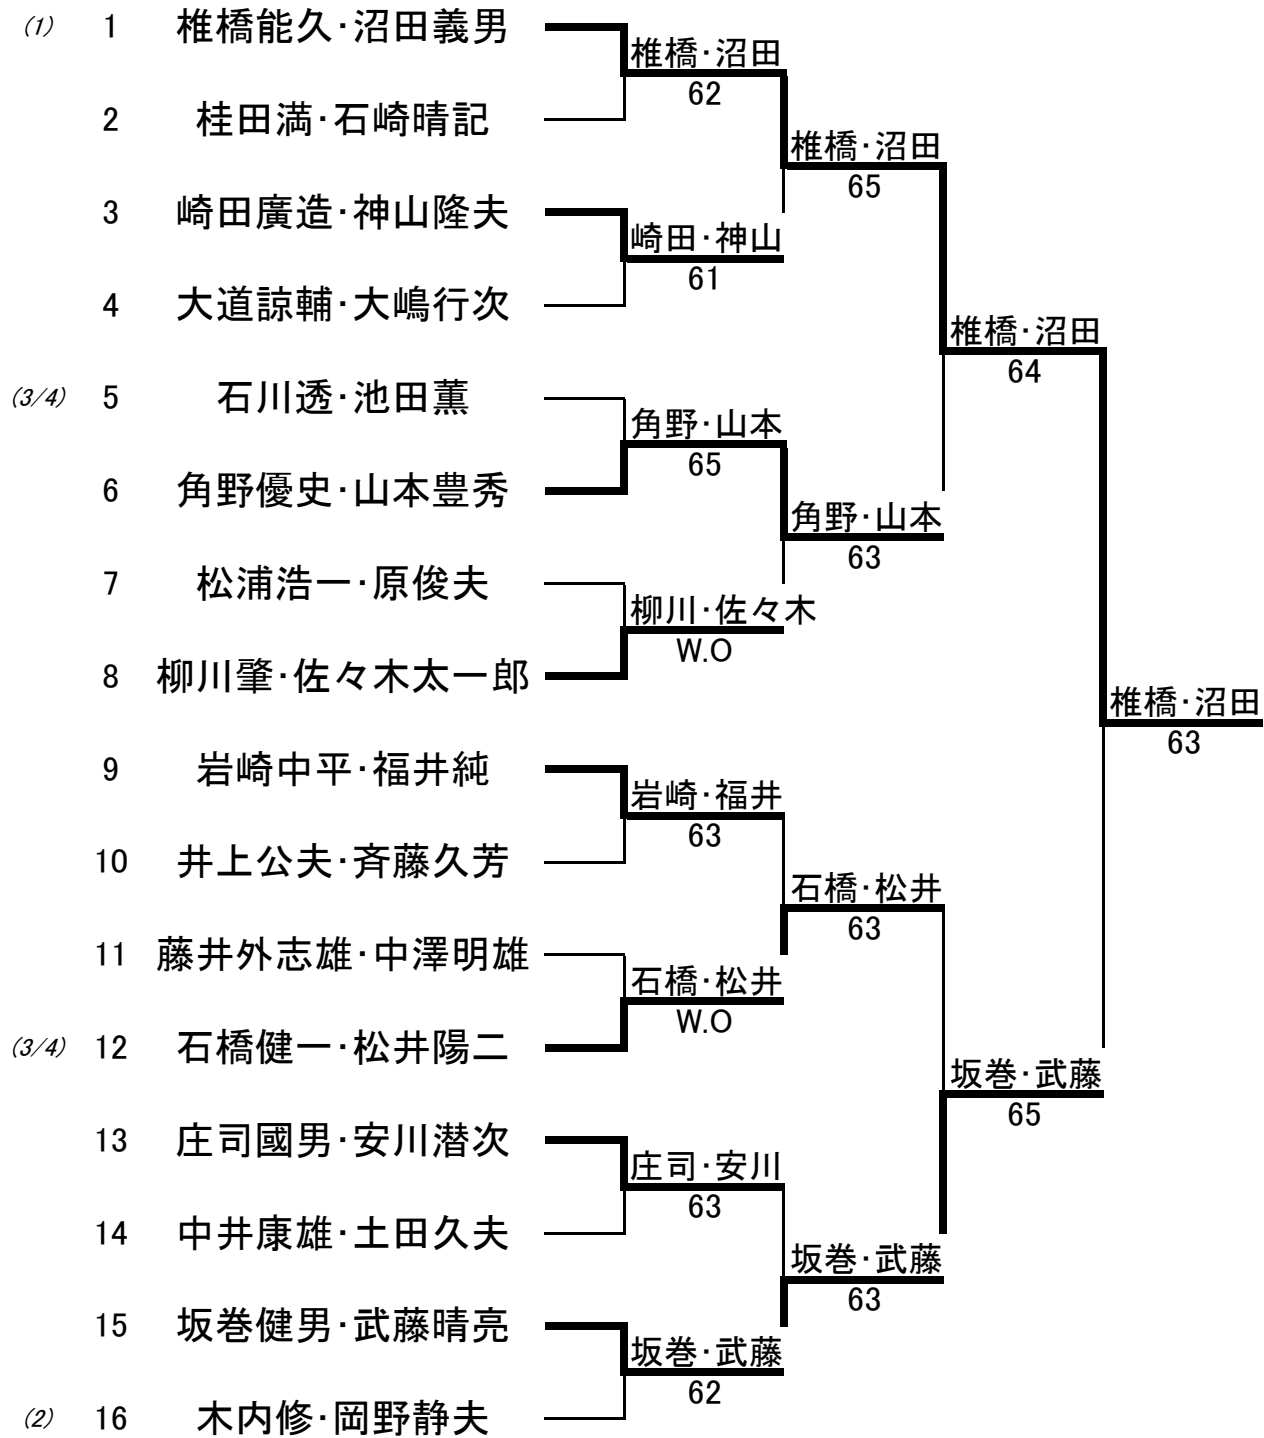 (1) 1 椎橋能久・沼田義男
椎橋・沼田
62
2 桂田満・石崎晴記
椎橋・沼田
65
3 崎田廣造・神山隆夫
崎田・神山
61
4 大道諒輔・大嶋行次
椎橋・沼田
64
(3/4) 5 石川透・池田薫
角野・山本
65
6 角野優史・山本豊秀
角野・山本
63
7 松浦浩一・原俊夫
柳川・佐々木
W.O
8 柳川肇・佐々木太一郎
椎橋・沼田
63
9 岩崎中平・福井純
岩崎・福井
63
10 井上公夫・斉藤久芳
石橋・松井
63
11 藤井外志雄・中澤明雄
石橋・松井
W.O
(3/4) 12 石橋健一・松井陽二
坂巻・武藤
65
13 庄司國男・安川潜次
庄司・安川
63
14 中井康雄・土田久夫
坂巻・武藤
63
15 坂巻健男・武藤晴亮
坂巻・武藤
62
(2) 16 木内修・岡野静夫